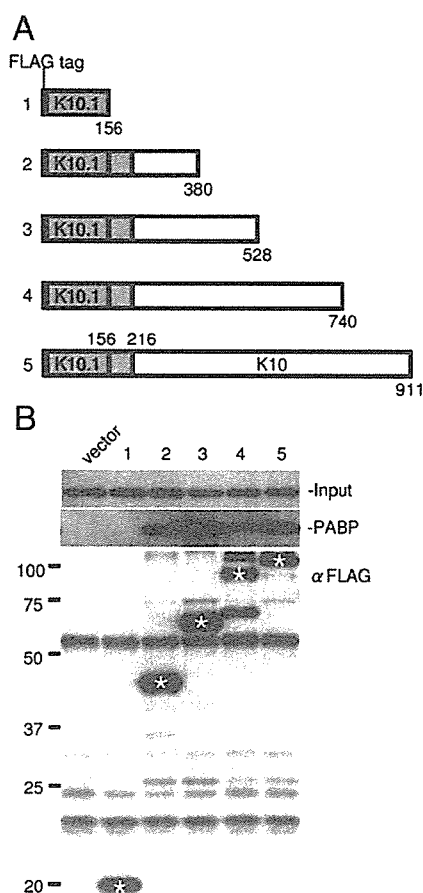 A
FLAG tag
1 K10.1
156
2 K10.1
380
3 K10.1
528
4 K10.1
740
156 216
5 K10.1 K10
911
B
vector 1 2 3 4 5
-Input
-PABP
100 * * αFLAG
75
*
50
*
37
25
20 *